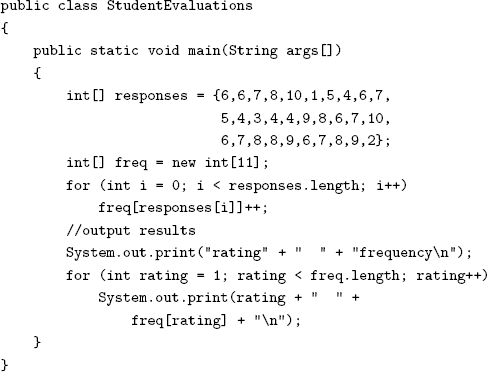 public class StudentEvaluations
{
    public static void main(String args[])
    {
        int[] responses = {6,6,7,8,10,1,5,4,6,7,
                           5,4,3,4,4,9,8,6,7,10,
                           6,7,8,8,9,6,7,8,9,2};
        int[] freq = new int[11];
        for (int i = 0; i < responses.length; i++)
            freq[responses[i]]++;
        //output results
        System.out.print("rating" + "  " + "frequency\n");
        for (int rating = 1; rating < freq.length; rating++)
            System.out.print(rating + "  " +
                freq[rating] + "\n");
    }
}